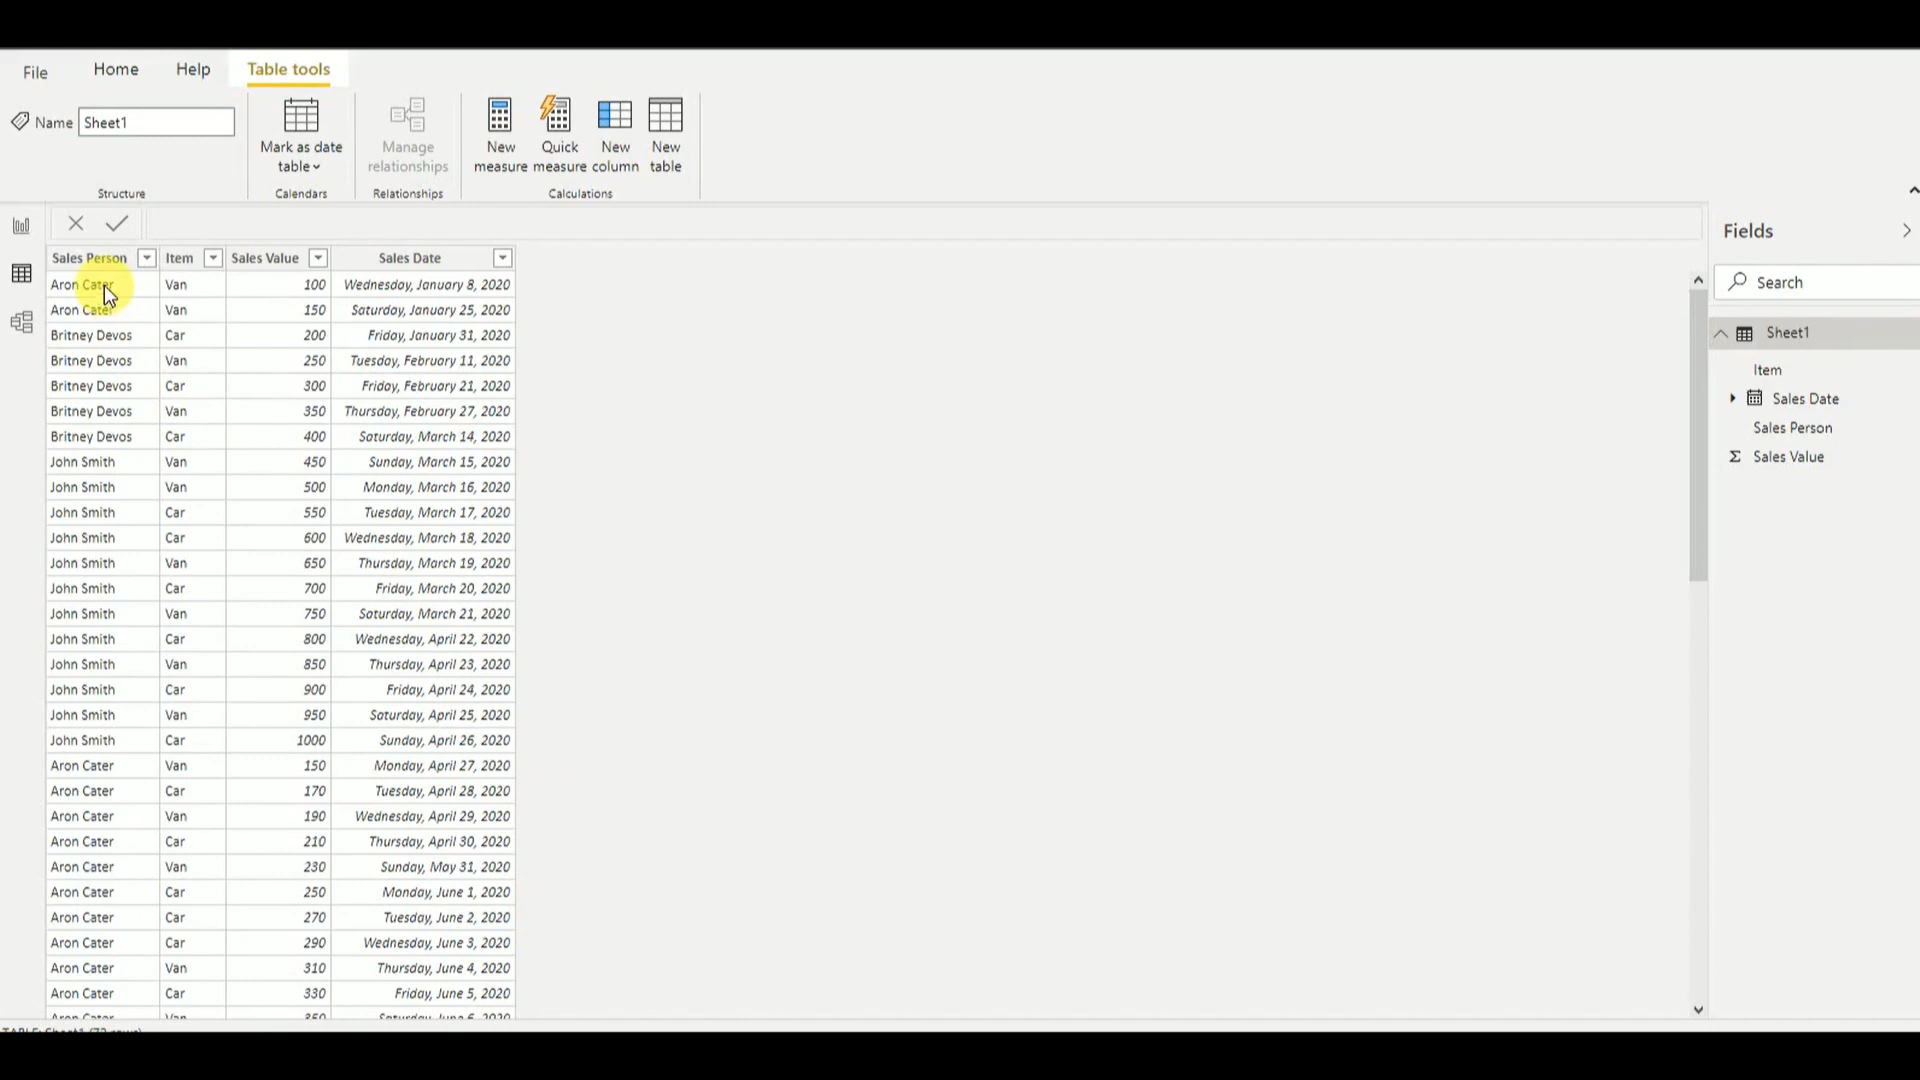 File Home Help Table tools
Name Sheet1
Mark as date table
Manage relationships
New measure
Quick measure
New column
New table
Structure Calendars Relationships Calculations
Fields
Search
Sheet1
Item
Sales Date
Sales Person
Σ Sales Value
Sales Person Item Sales Value Sales Date
Aron Cater Van 100 Wednesday, January 8, 2020
Aron Cater Van 150 Saturday, January 25, 2020
Britney Devos Car 200 Friday, January 31, 2020
Britney Devos Van 250 Tuesday, February 11, 2020
Britney Devos Car 300 Friday, February 21, 2020
Britney Devos Van 350 Thursday, February 27, 2020
Britney Devos Car 400 Saturday, March 14, 2020
John Smith Van 450 Sunday, March 15, 2020
John Smith Van 500 Monday, March 16, 2020
John Smith Car 550 Tuesday, March 17, 2020
John Smith Car 600 Wednesday, March 18, 2020
John Smith Van 650 Thursday, March 19, 2020
John Smith Car 700 Friday, March 20, 2020
John Smith Van 750 Saturday, March 21, 2020
John Smith Car 800 Wednesday, April 22, 2020
John Smith Van 850 Thursday, April 23, 2020
John Smith Car 900 Friday, April 24, 2020
John Smith Van 950 Saturday, April 25, 2020
John Smith Car 1000 Sunday, April 26, 2020
Aron Cater Van 150 Monday, April 27, 2020
Aron Cater Car 170 Tuesday, April 28, 2020
Aron Cater Van 190 Wednesday, April 29, 2020
Aron Cater Car 210 Thursday, April 30, 2020
Aron Cater Van 230 Sunday, May 31, 2020
Aron Cater Car 250 Monday, June 1, 2020
Aron Cater Car 270 Tuesday, June 2, 2020
Aron Cater Car 290 Wednesday, June 3, 2020
Aron Cater Van 310 Thursday, June 4, 2020
Aron Cater Car 330 Friday, June 5, 2020
Aron Cater Van 350 Saturday, June 6, 2020